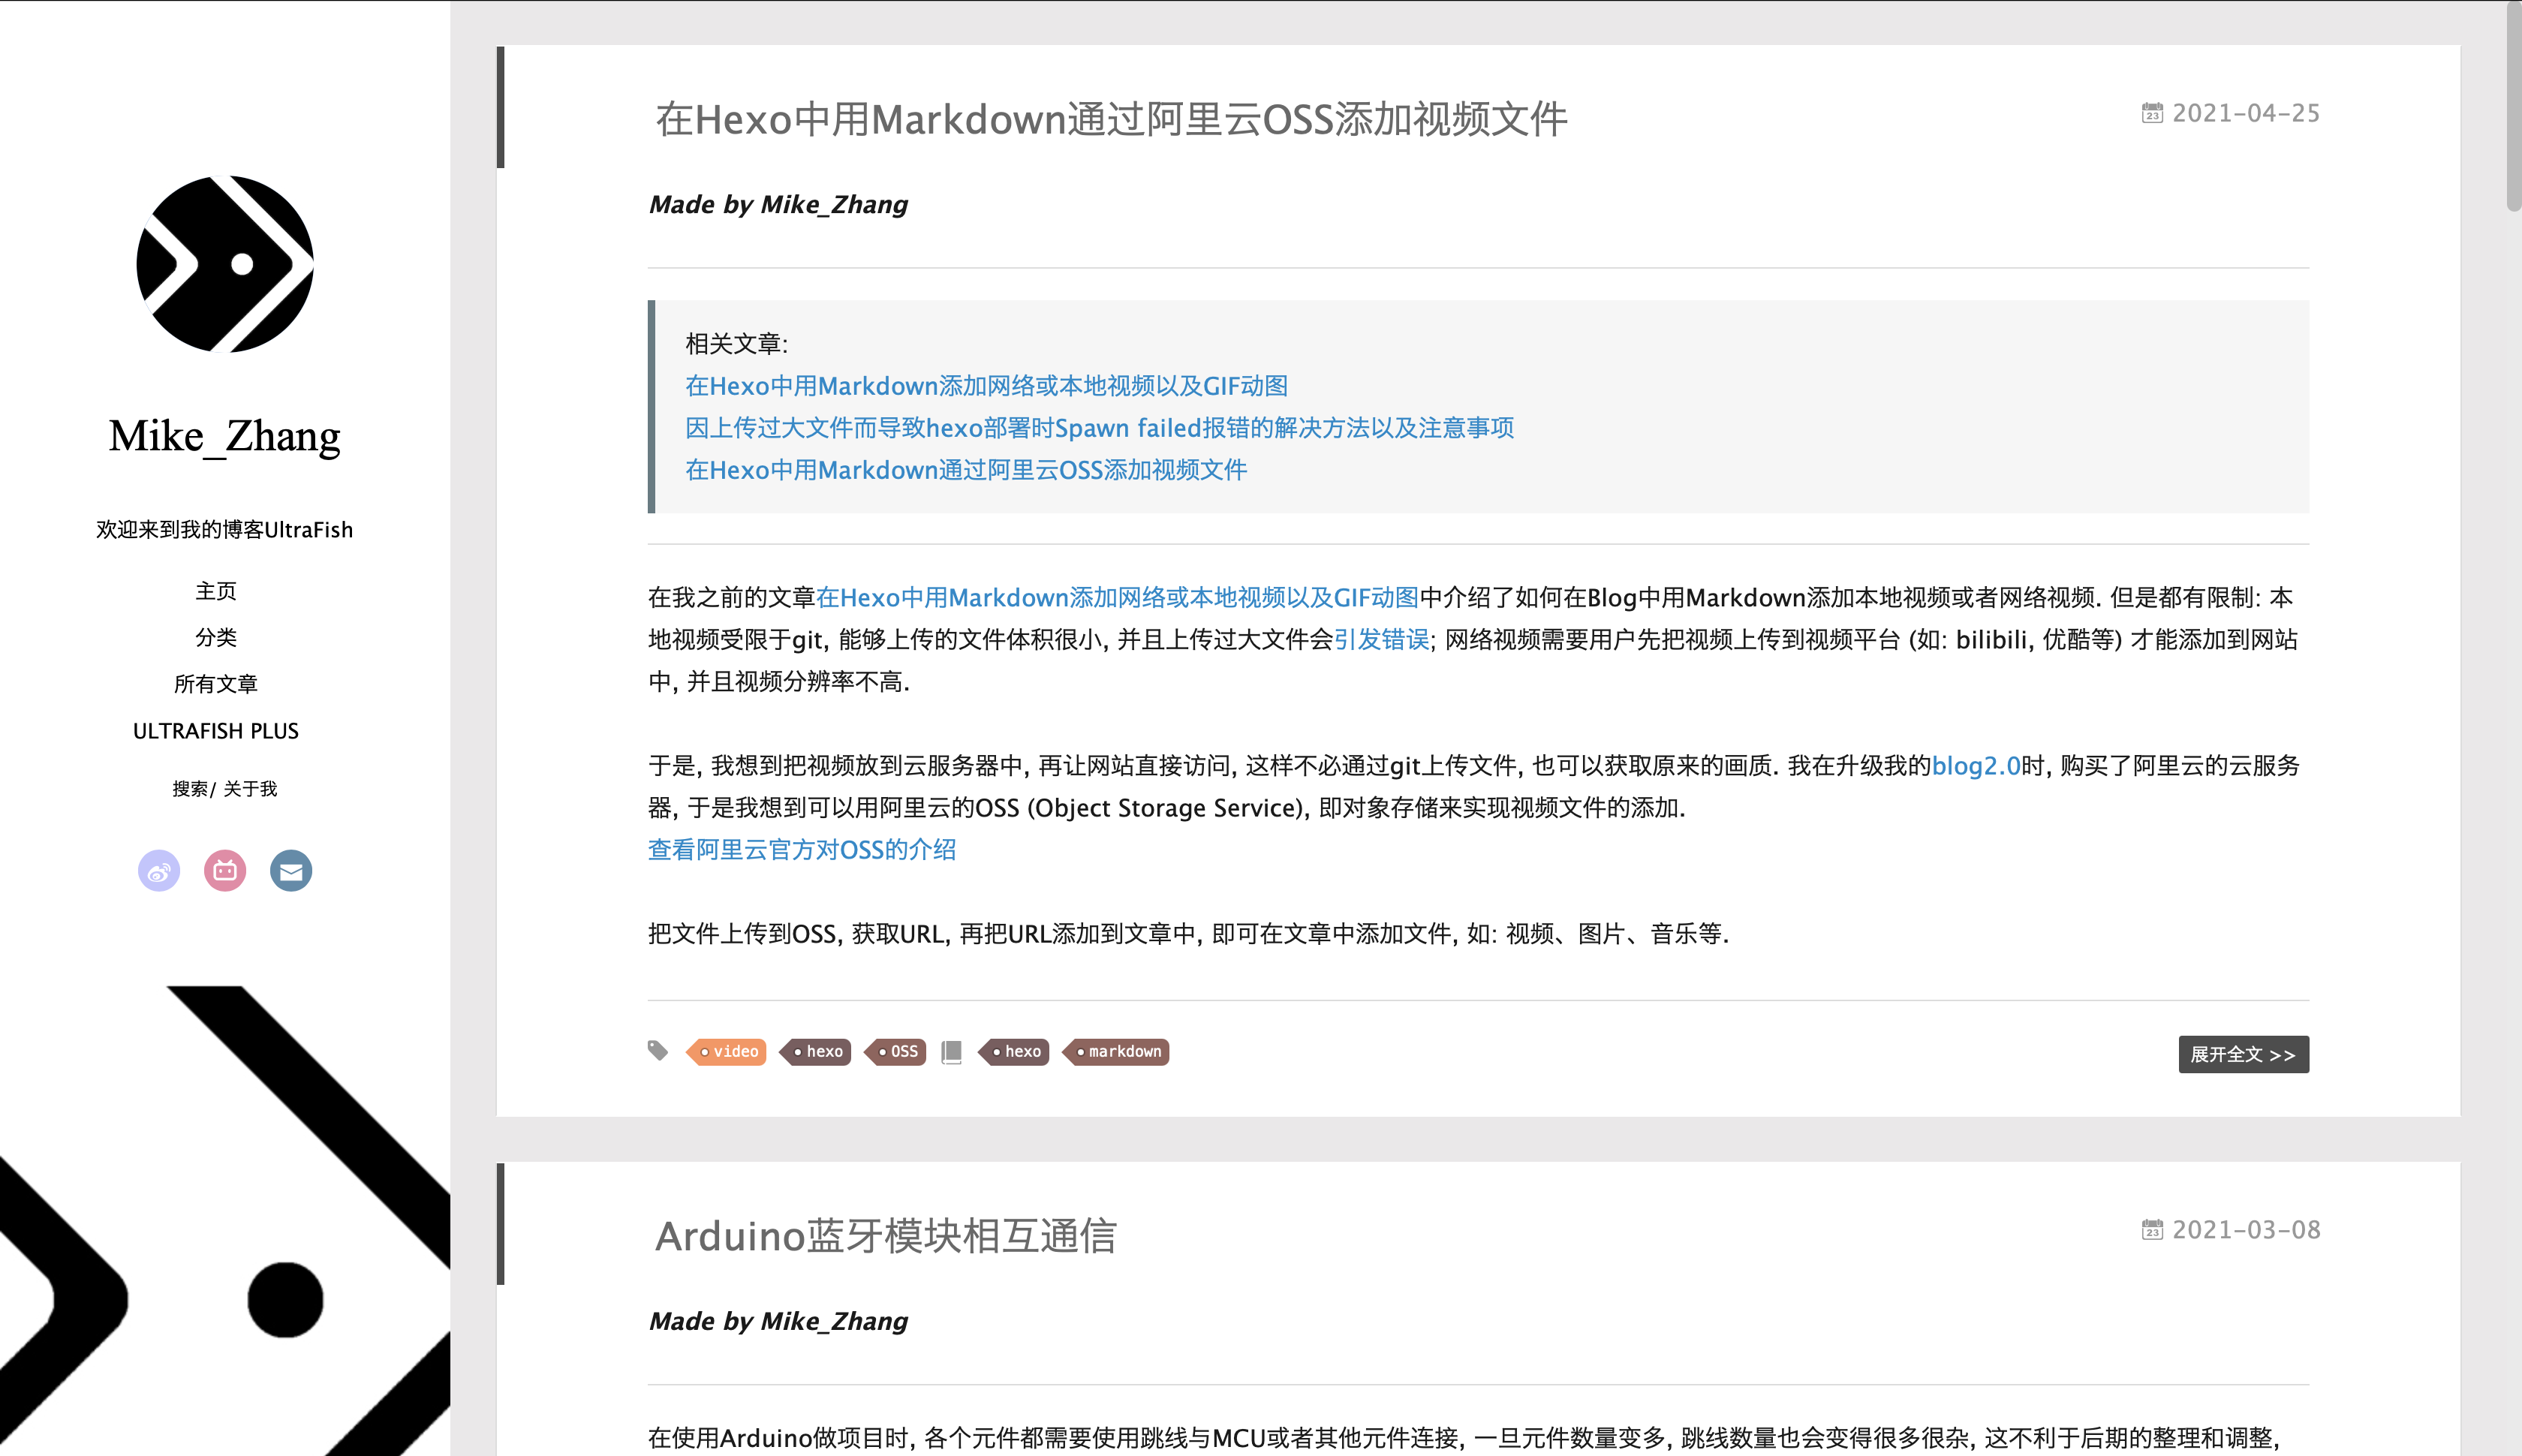 Mike_Zhang
欢迎来到我的博客UltraFish
主页
分类
所有文章
ULTRAFISH PLUS
搜索/ 关于我
在Hexo中用Markdown通过阿里云OSS添加视频文件
23 2021-04-25
Made by Mike_Zhang
相关文章:
在Hexo中用Markdown添加网络或本地视频以及GIF动图
因上传过大文件而导致hexo部署时Spawn failed报错的解决方法以及注意事项
在Hexo中用Markdown通过阿里云OSS添加视频文件
在我之前的文章在Hexo中用Markdown添加网络或本地视频以及GIF动图中介绍了如何在Blog中用Markdown添加本地视频或者网络视频. 但是都有限制: 本
地视频受限于git, 能够上传的文件体积很小, 并且上传过大文件会引发错误; 网络视频需要用户先把视频上传到视频平台 (如: bilibili, 优酷等) 才能添加到网站
中, 并且视频分辨率不高.
于是, 我想到把视频放到云服务器中, 再让网站直接访问, 这样不必通过git上传文件, 也可以获取原来的画质. 我在升级我的blog2.0时, 购买了阿里云的云服务
器, 于是我想到可以用阿里云的OSS (Object Storage Service), 即对象存储来实现视频文件的添加.
查看阿里云官方对OSS的介绍
把文件上传到OSS, 获取URL, 再把URL添加到文章中, 即可在文章中添加文件, 如: 视频、图片、音乐等.
video hexo OSS hexo markdown
展开全文 >>
Arduino蓝牙模块相互通信
23 2021-03-08
Made by Mike_Zhang
在使用Arduino做项目时, 各个元件都需要使用跳线与MCU或者其他元件连接, 一旦元件数量变多, 跳线数量也会变得很多很杂, 这不利于后期的整理和调整,